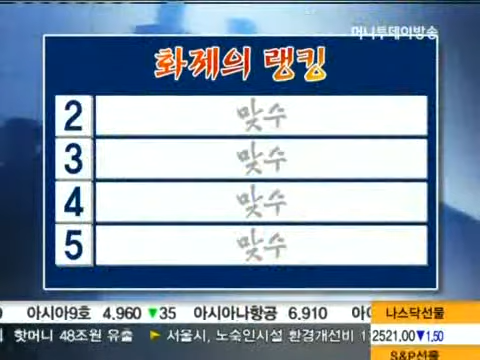 머니투데이방송
화제의 랭킹
2 맞수
3 맞수
4 맞수
5 맞수
아시아9호 4.960 ▼35 아시아나항공 6.910
나스닥선물
핫머니 48조원 유출 ▶ 서울시, 노숙인시설 환경개선비
2521.00 ▼1.50
S&P선물